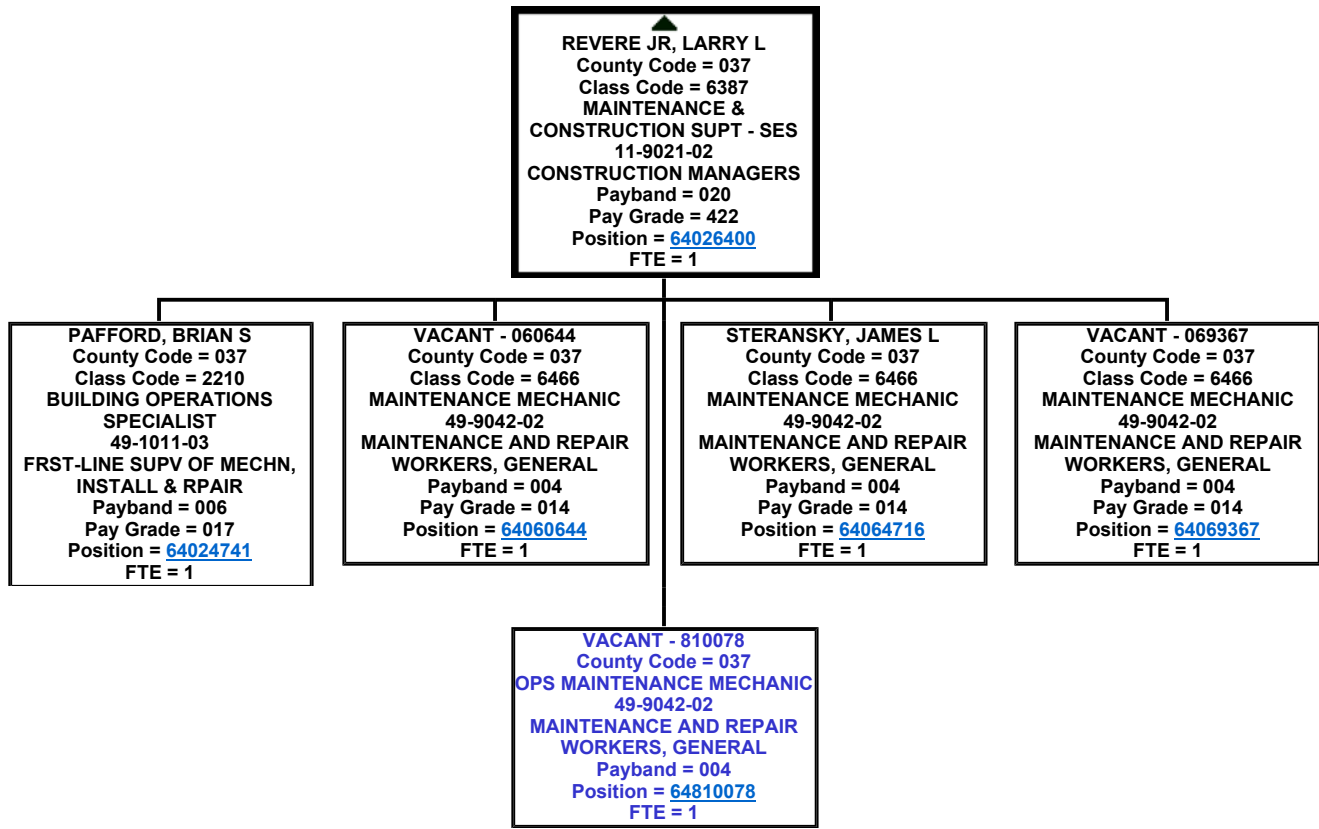 REVERE JR, LARRY L
County Code = 037
Class Code = 6387
MAINTENANCE &
CONSTRUCTION SUPT - SES
11-9021-02
CONSTRUCTION MANAGERS
Payband = 020
Pay Grade = 422
Position = 64026400
FTE = 1
PAFFORD, BRIAN S
County Code = 037
Class Code = 2210
BUILDING OPERATIONS
SPECIALIST
49-1011-03
FRST-LINE SUPV OF MECHN,
INSTALL & RPAIR
Payband = 006
Pay Grade = 017
Position = 64024741
FTE = 1
VACANT - 060644
County Code = 037
Class Code = 6466
MAINTENANCE MECHANIC
49-9042-02
MAINTENANCE AND REPAIR
WORKERS, GENERAL
Payband = 004
Pay Grade = 014
Position = 64060644
FTE = 1
STERANSKY, JAMES L
County Code = 037
Class Code = 6466
MAINTENANCE MECHANIC
49-9042-02
MAINTENANCE AND REPAIR
WORKERS, GENERAL
Payband = 004
Pay Grade = 014
Position = 64064716
FTE = 1
VACANT - 069367
County Code = 037
Class Code = 6466
MAINTENANCE MECHANIC
49-9042-02
MAINTENANCE AND REPAIR
WORKERS, GENERAL
Payband = 004
Pay Grade = 014
Position = 64069367
FTE = 1
VACANT - 810078
County Code = 037
OPS MAINTENANCE MECHANIC
49-9042-02
MAINTENANCE AND REPAIR
WORKERS, GENERAL
Payband = 004
Position = 64810078
FTE = 1